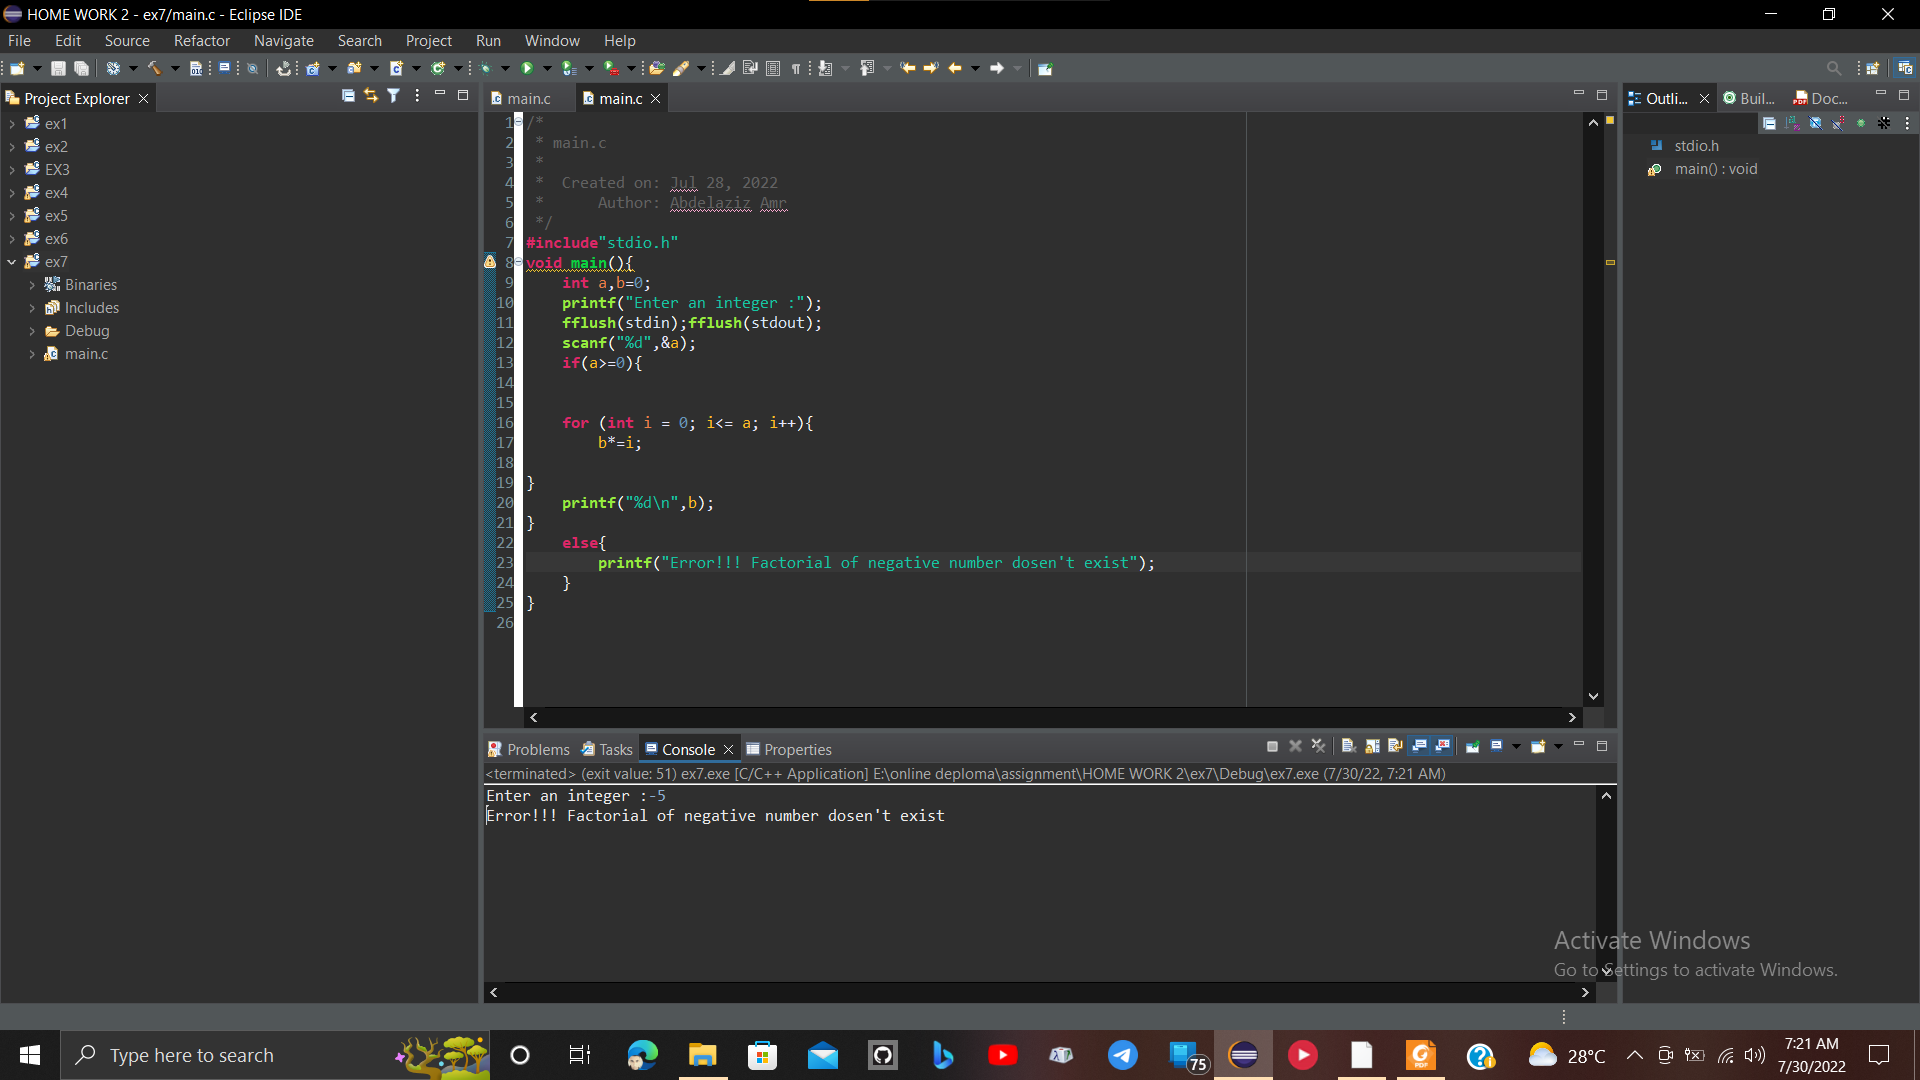 HOME WORK 2 - ex7/main.c - Eclipse IDE
File Edit Source Refactor Navigate Search Project Run Window Help
Project Explorer
ex1
ex2
EX3
ex4
ex5
ex6
ex7
Binaries
Includes
Debug
main.c
main.c main.c
1 /*
2 * main.c
3 *
4 * Created on: Jul 28, 2022
5 * Author: Abdelaziz Amr
6 */
7 #include"stdio.h"
8 void main(){
9 int a,b=0;
10 printf("Enter an integer :");
11 fflush(stdin);fflush(stdout);
12 scanf("%d",&a);
13 if(a>=0){
14
15
16 for (int i = 0; i<= a; i++){
17 b*=i;
18
19 }
20 printf("%d\n",b);
21 }
22 else{
23 printf("Error!!! Factorial of negative number dosen't exist");
24 }
25 }
26
Outli... Buil... Doc...
stdio.h
main() : void
Problems Tasks Console Properties
<terminated> (exit value: 51) ex7.exe [C/C++ Application] E:\online deploma\assignment\HOME WORK 2\ex7\Debug\ex7.exe (7/30/22, 7:21 AM)
Enter an integer :-5
Error!!! Factorial of negative number dosen't exist
Activate Windows
Go to Settings to activate Windows.
Type here to search
75
28°C
7:21 AM
7/30/2022